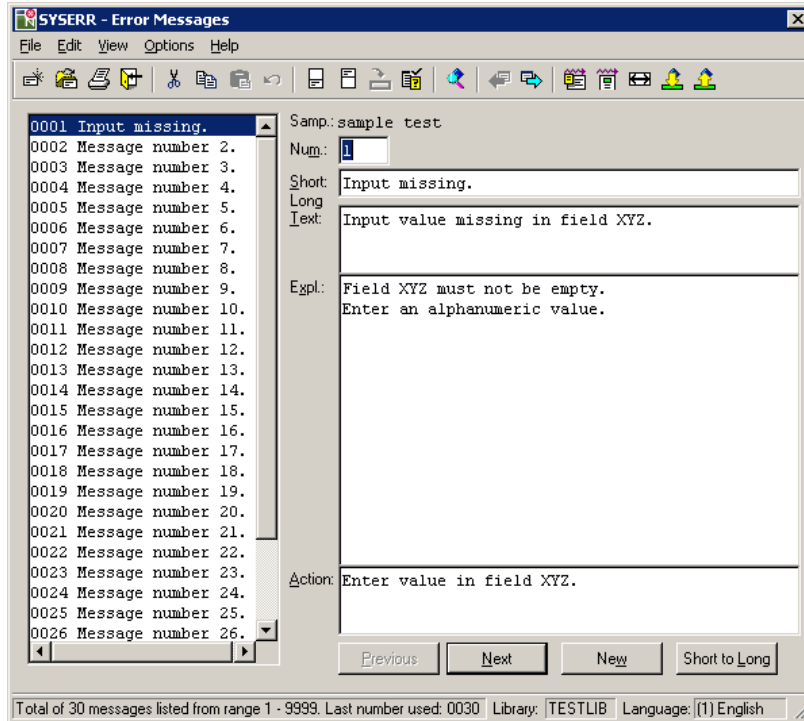 SYSERR - Error Messages
File Edit View Options Help
0001 Input missing.
0002 Message number 2.
0003 Message number 3.
0004 Message number 4.
0005 Message number 5.
0006 Message number 6.
0007 Message number 7.
0008 Message number 8.
0009 Message number 9.
0010 Message number 10.
0011 Message number 11.
0012 Message number 12.
0013 Message number 13.
0014 Message number 14.
0015 Message number 15.
0016 Message number 16.
0017 Message number 17.
0018 Message number 18.
0019 Message number 19.
0020 Message number 20.
0021 Message number 21.
0022 Message number 22.
0023 Message number 23.
0024 Message number 24.
0025 Message number 25.
0026 Message number 26.
Samp.: sample test
Num.: 1
Short: Input missing.
Long
Text: Input value missing in field XYZ.
Expl.: Field XYZ must not be empty.
Enter an alphanumeric value.
Action: Enter value in field XYZ.
Previous Next New Short to Long
Total of 30 messages listed from range 1 - 9999. Last number used: 0030 Library: TESTLIB Language: (1) English